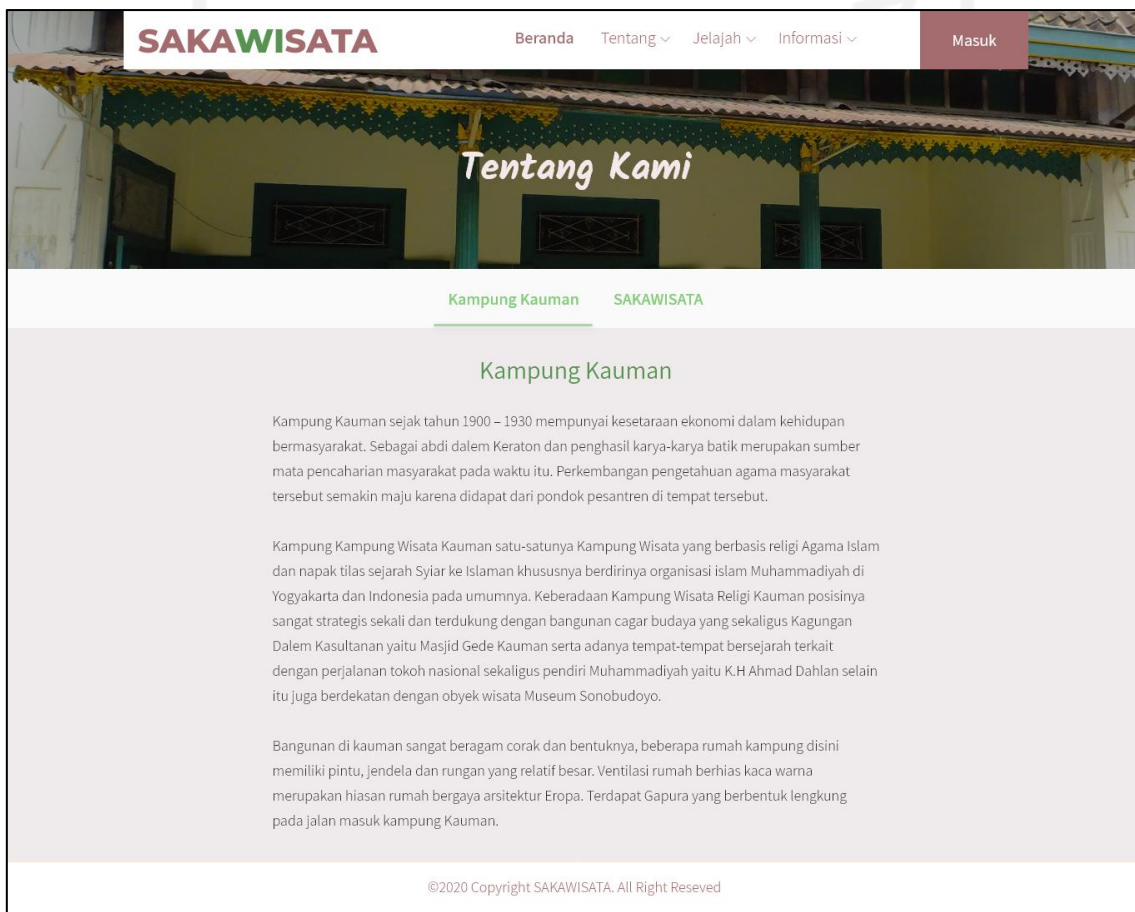 SAKAWISATA
Beranda Tentang Jelajah Informasi Masuk
Tentang Kami
Kampung Kauman SAKAWISATA
Kampung Kauman
Kampung Kauman sejak tahun 1900 – 1930 mempunyai kesetaraan ekonomi dalam kehidupan
bermasyarakat. Sebagai abdi dalem Keraton dan penghasil karya-karya batik merupakan sumber
mata pencaharian masyarakat pada waktu itu. Perkembangan pengetahuan agama masyarakat
tersebut semakin maju karena didapat dari pondok pesantren di tempat tersebut.
Kampung Kampung Wisata Kauman satu-satunya Kampung Wisata yang berbasis religi Agama Islam
dan napak tilas sejarah Syiar ke Islaman khususnya berdirinya organisasi islam Muhammadiyah di
Yogyakarta dan Indonesia pada umumnya. Keberadaan Kampung Wisata Religi Kauman posisinya
sangat strategis sekali dan terdukung dengan bangunan cagar budaya yang sekaligus Kagungan
Dalem Kasultanan yaitu Masjid Gede Kauman serta adanya tempat-tempat bersejarah terkait
dengan perjalanan tokoh nasional sekaligus pendiri Muhammadiyah yaitu K.H Ahmad Dahlan selain
itu juga berdekatan dengan obyek wisata Museum Sonobudoyo.
Bangunan di kauman sangat beragam corak dan bentuknya, beberapa rumah kampung disini
memiliki pintu, jendela dan rungan yang relatif besar. Ventilasi rumah berhias kaca warna
merupakan hiasan rumah bergaya arsitektur Eropa. Terdapat Gapura yang berbentuk lengkung
pada jalan masuk kampung Kauman.
©2020 Copyright SAKAWISATA. All Right Reseved